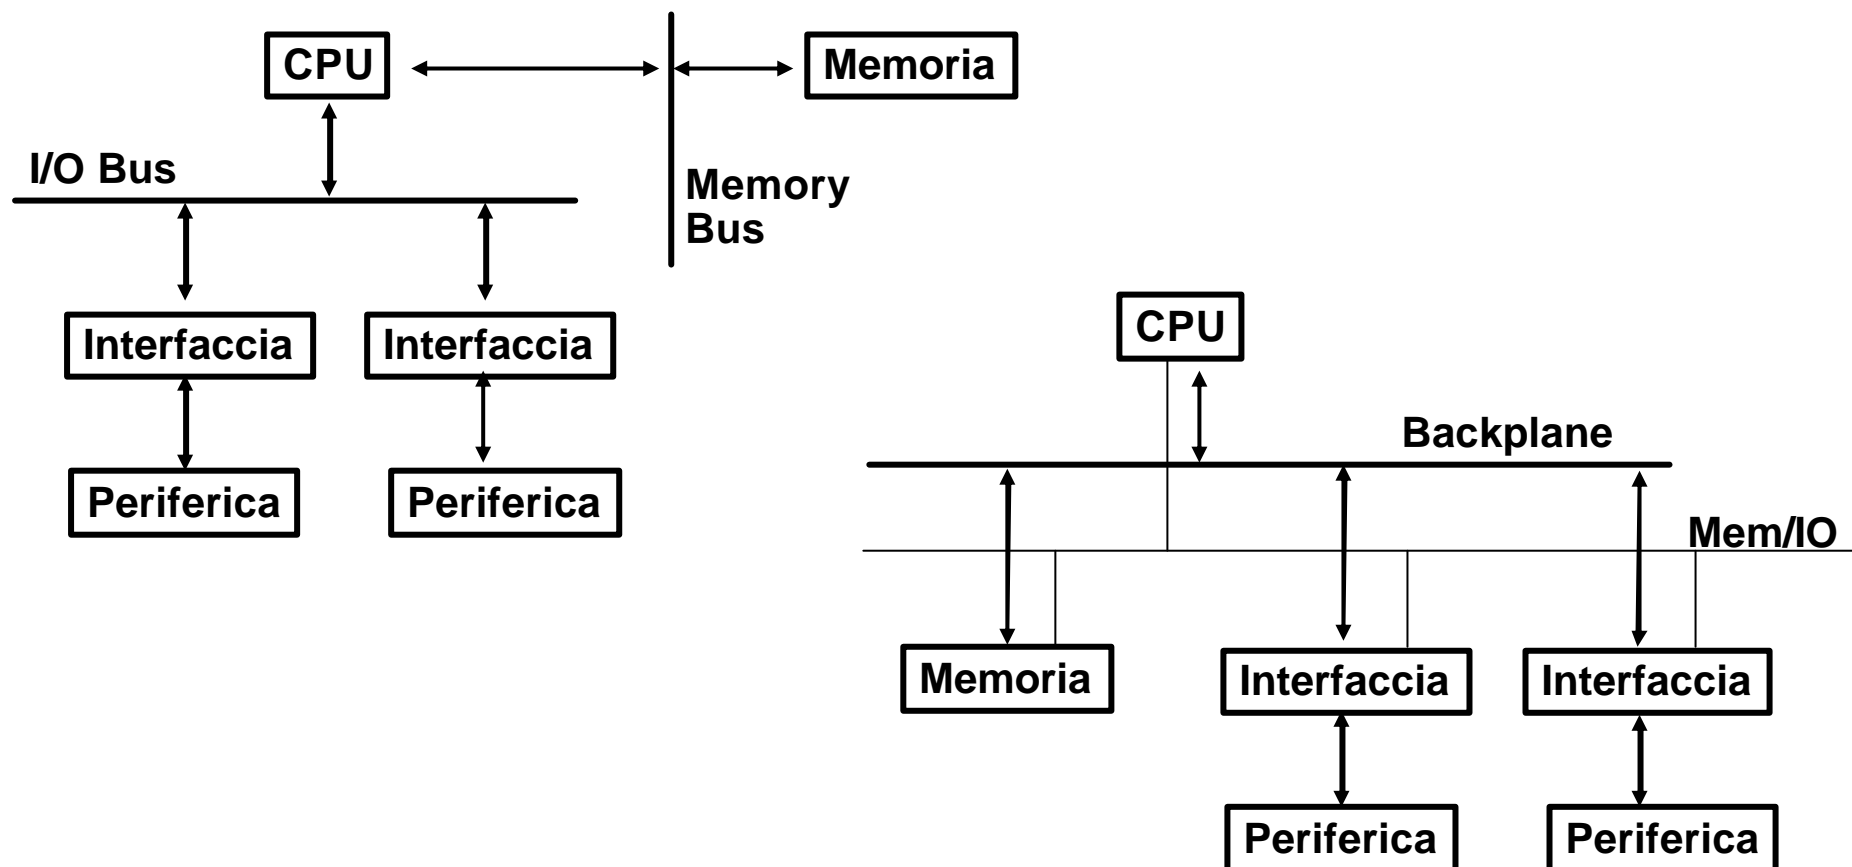 CPU
Memoria
I/O Bus
Memory
Bus
Interfaccia
Interfaccia
Periferica
Periferica
CPU
Backplane
Mem/IO
Memoria
Interfaccia
Interfaccia
Periferica
Periferica